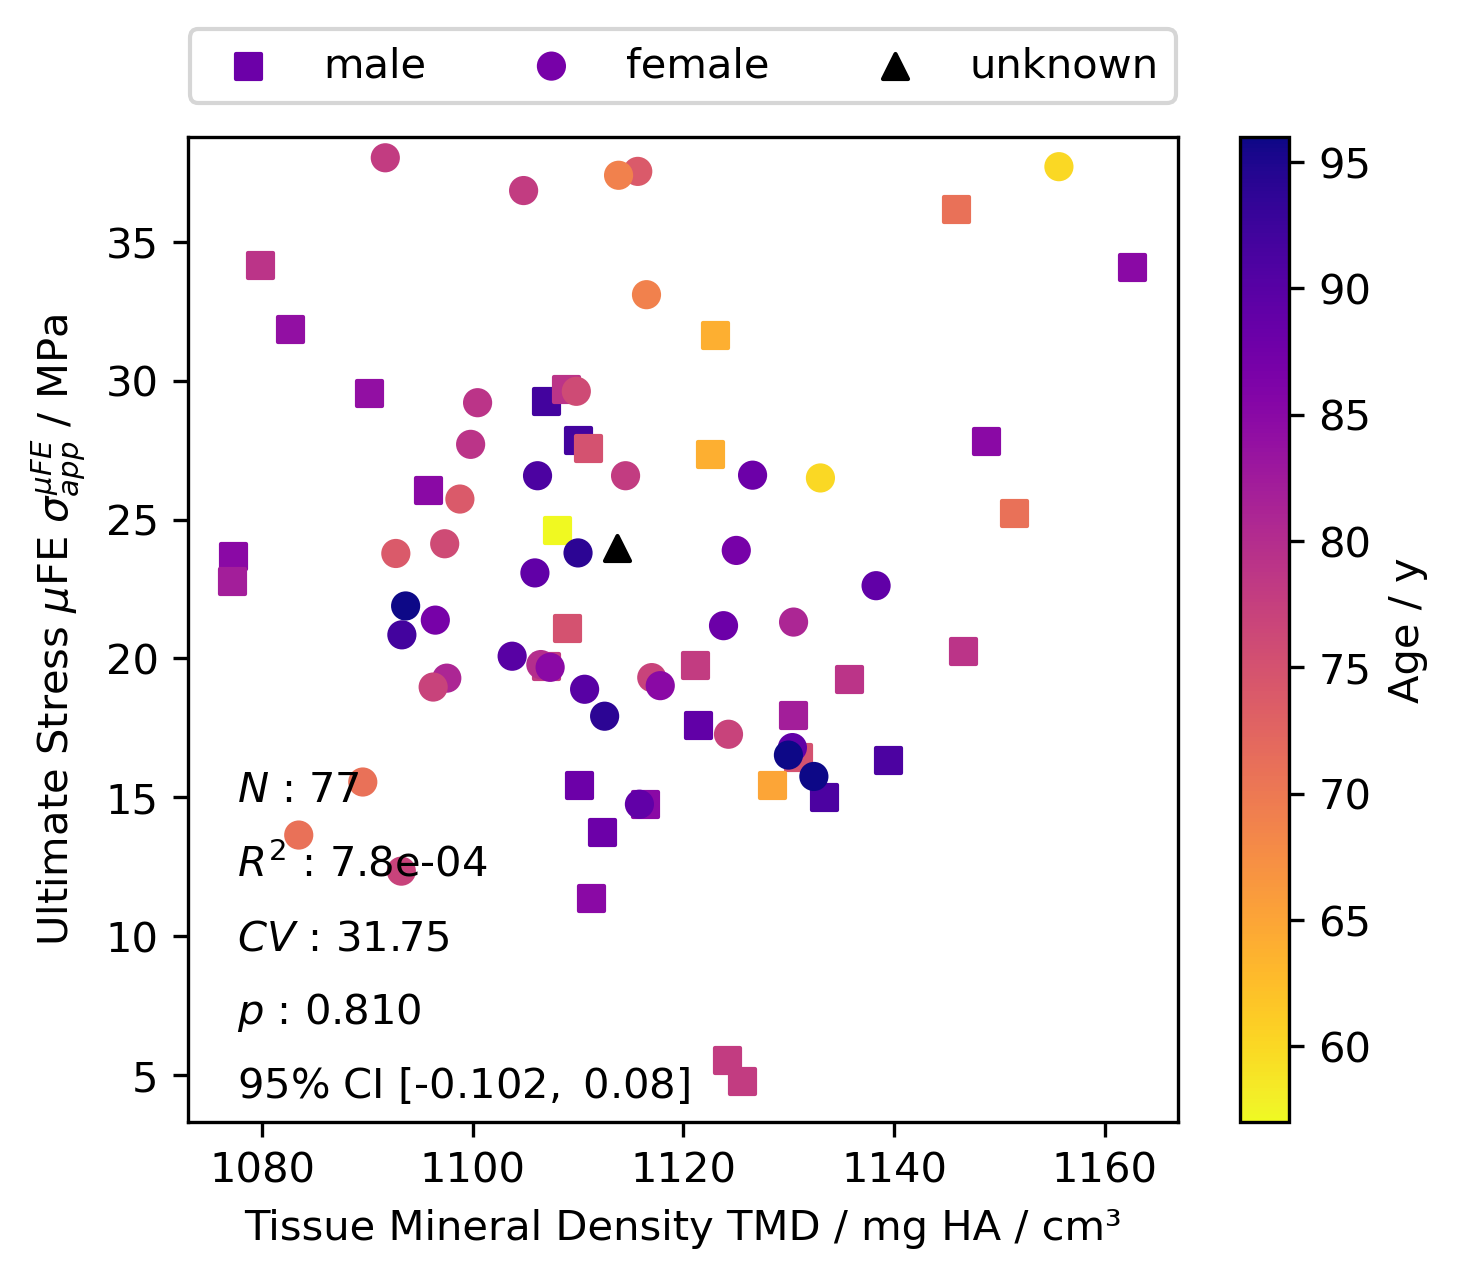 male female unknown
35
30
25
20
15
10
5
Ultimate Stress μFE σ_app^μFE / MPa
N : 77
R² : 7.8e-04
CV : 31.75
p : 0.810
95% CI [-0.102, 0.08]
1080 1100 1120 1140 1160
Tissue Mineral Density TMD / mg HA / cm³
95
90
85
80
75
70
65
60
Age / y